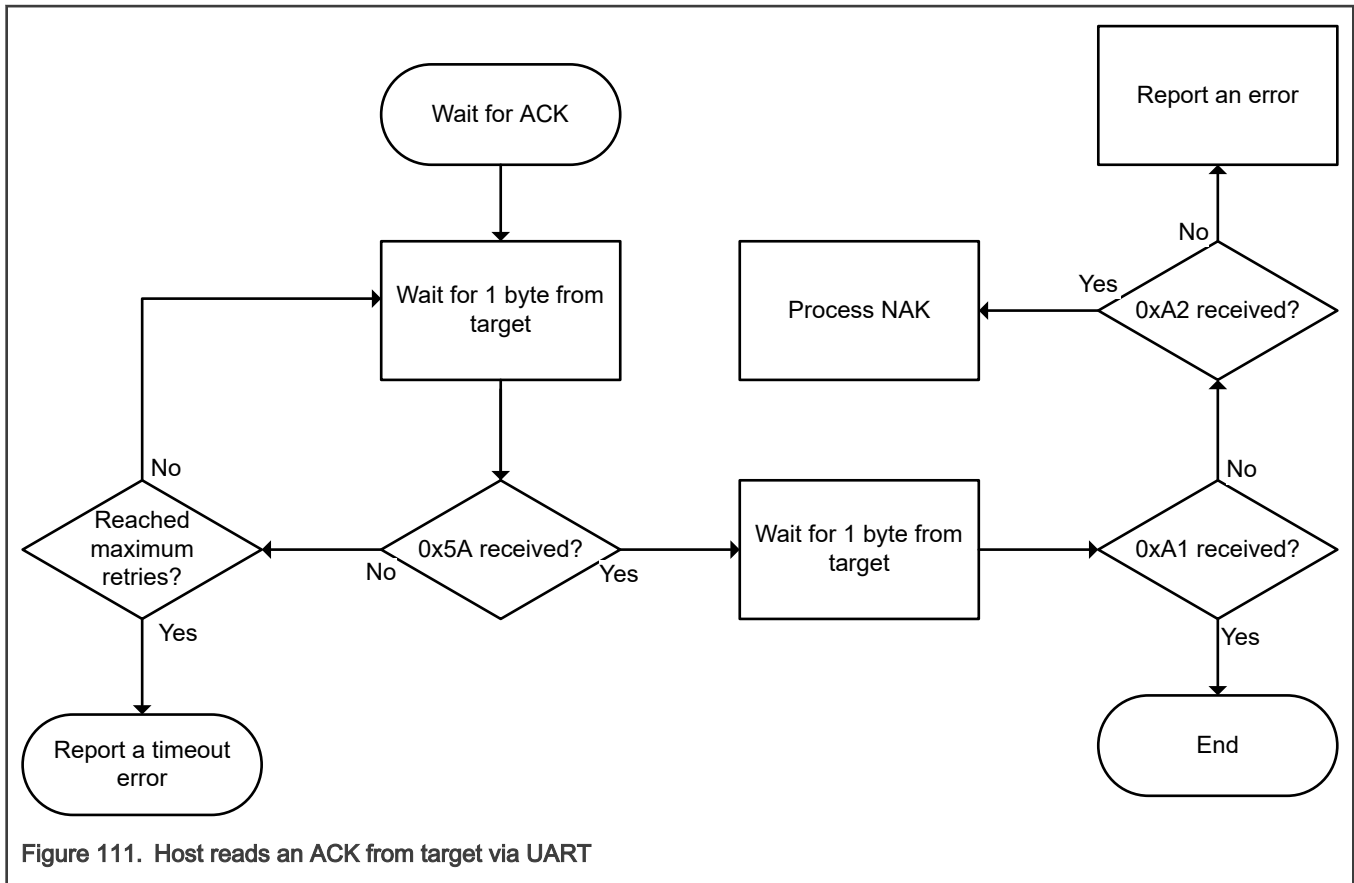 Wait for ACK
Wait for 1 byte from
target
0x5A received?
No
Yes
Reached
maximum
retries?
No
Yes
Report a timeout
error
Wait for 1 byte from
target
0xA1 received?
No
Yes
End
0xA2 received?
Yes
No
Process NAK
Report an error
Figure 111. Host reads an ACK from target via UART